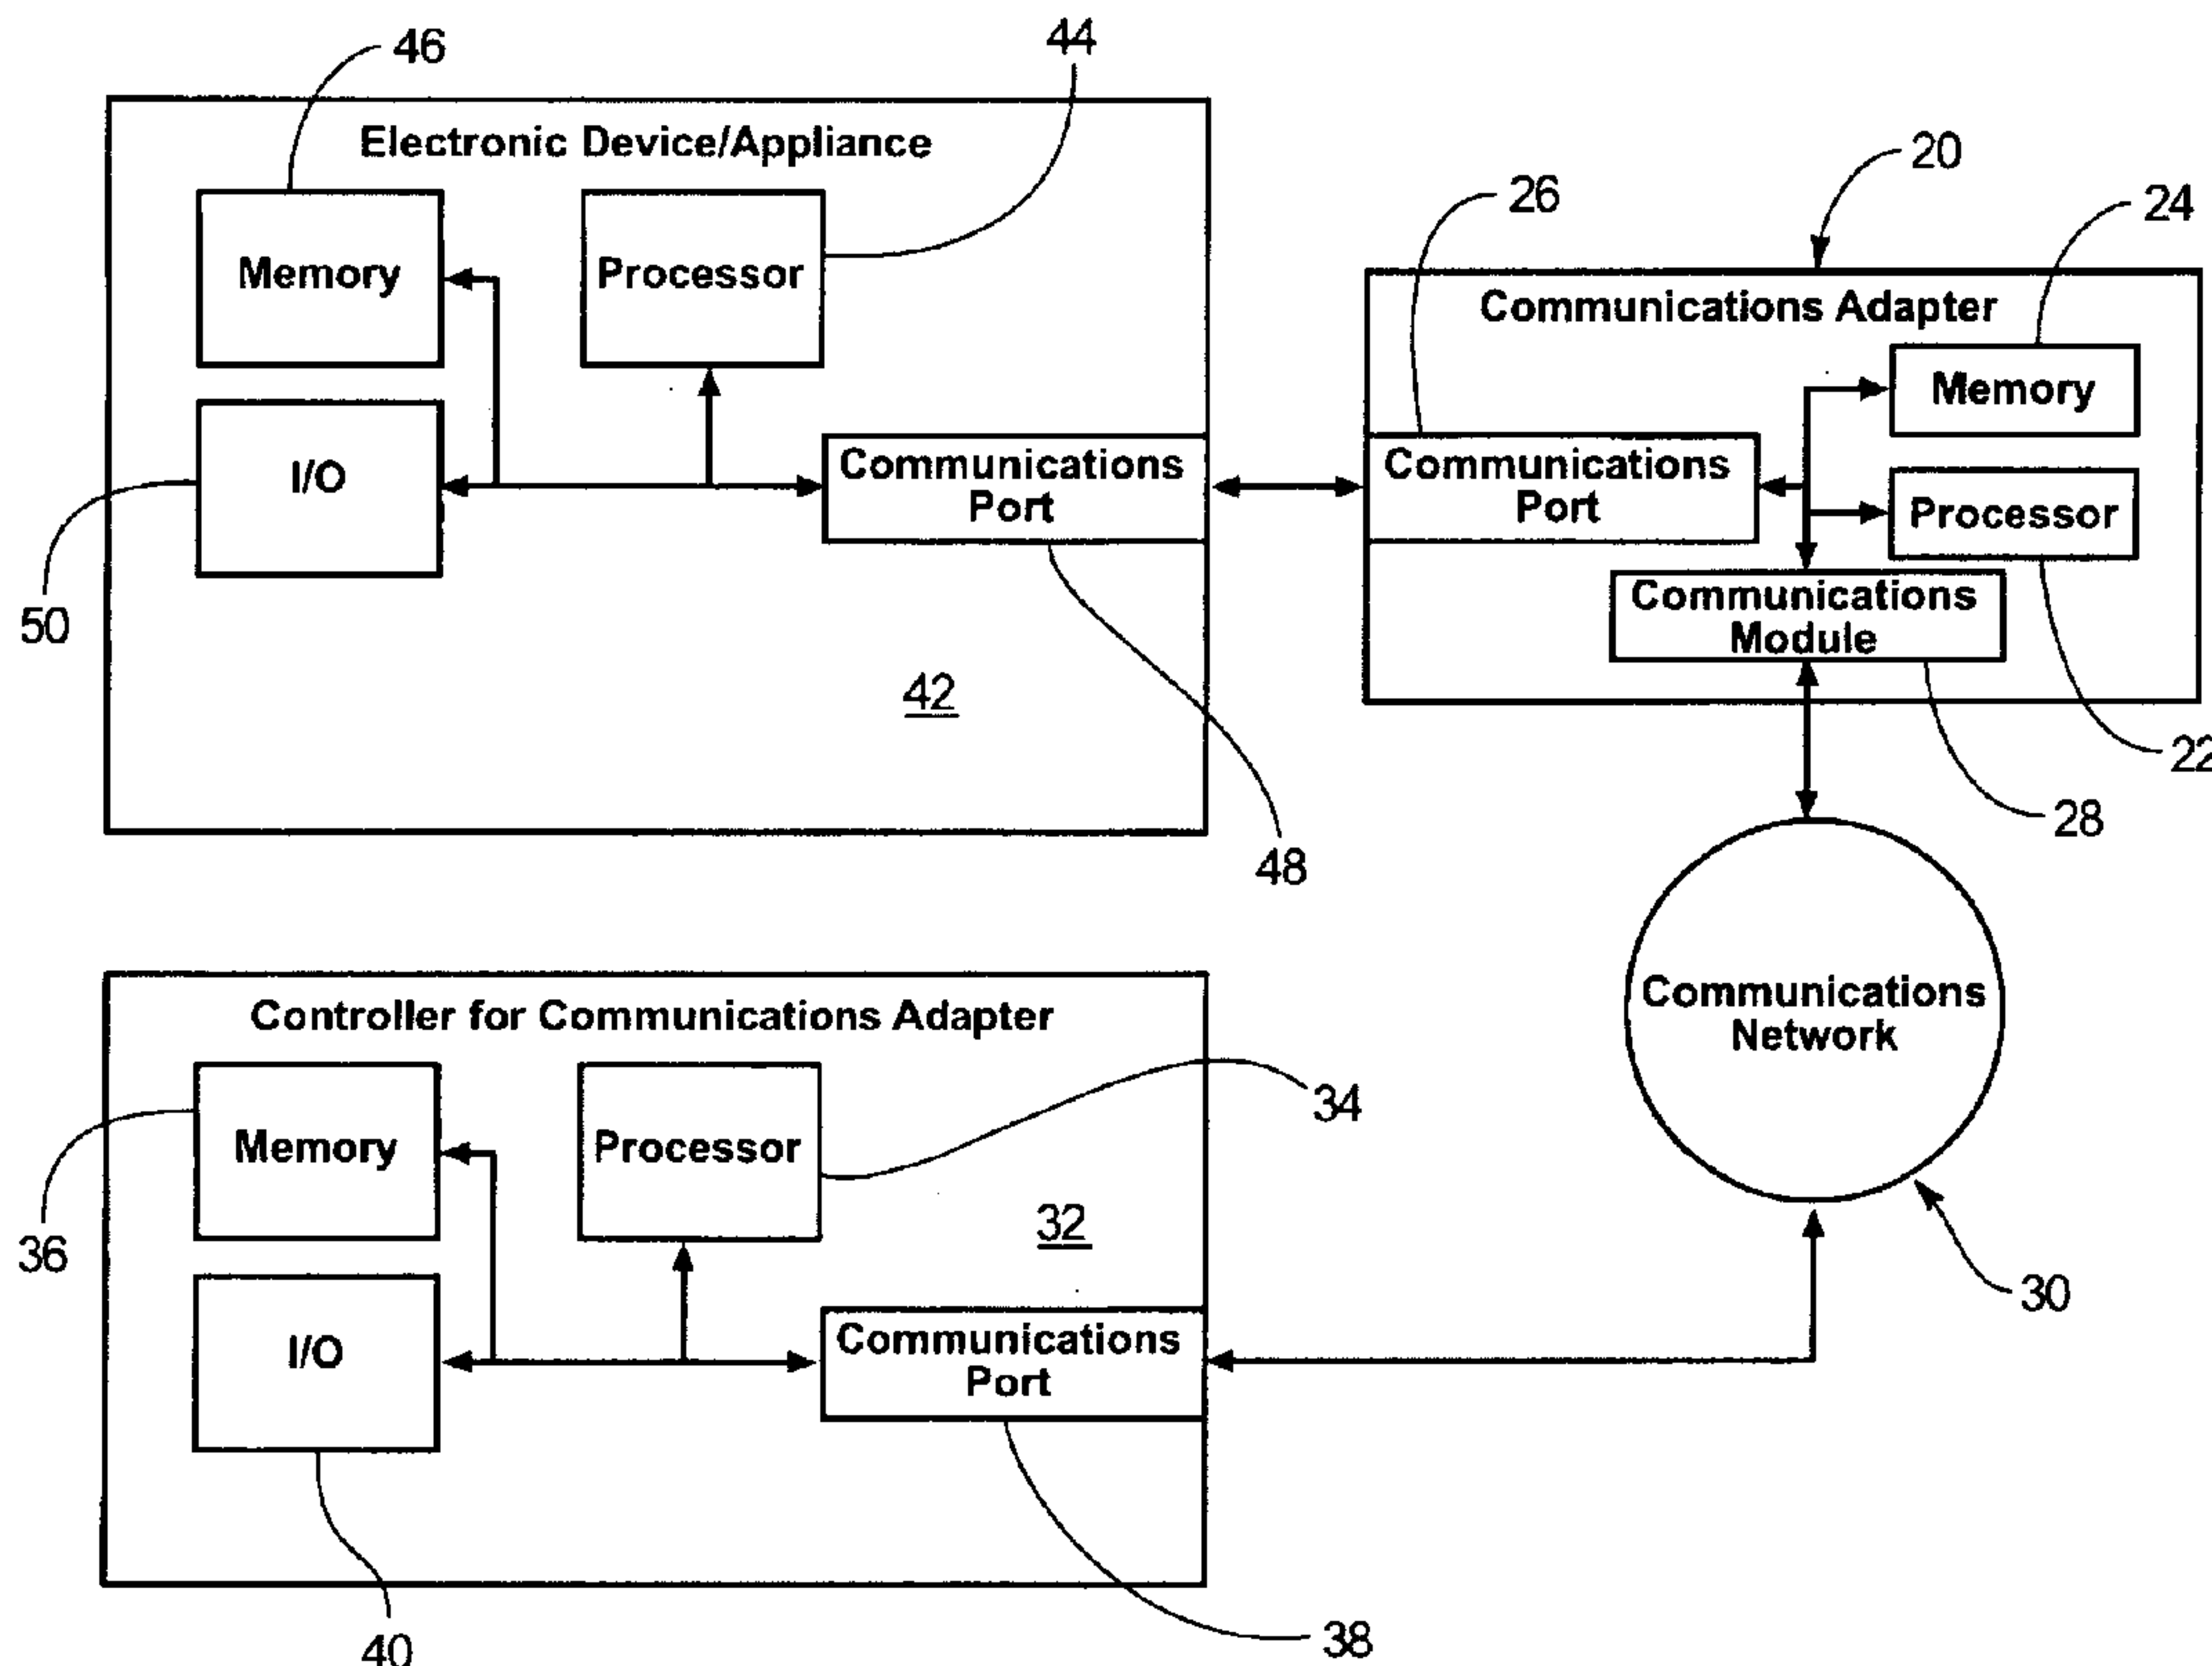 46
44
Electronic Device/Appliance
Memory
Processor
I/O
Communications
Port
50
42
48
20
26
24
Communications Adapter
Memory
Communications
Port
Processor
Communications
Module
22
28
Communications
Network
30
Controller for Communications Adapter
Memory
Processor
34
36
32
I/O
Communications
Port
40
38